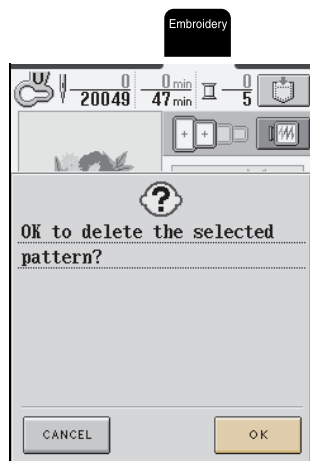 Embroidery
U
0 0 min 0
20049 47 min 5
OK to delete the selected
pattern?
CANCEL OK